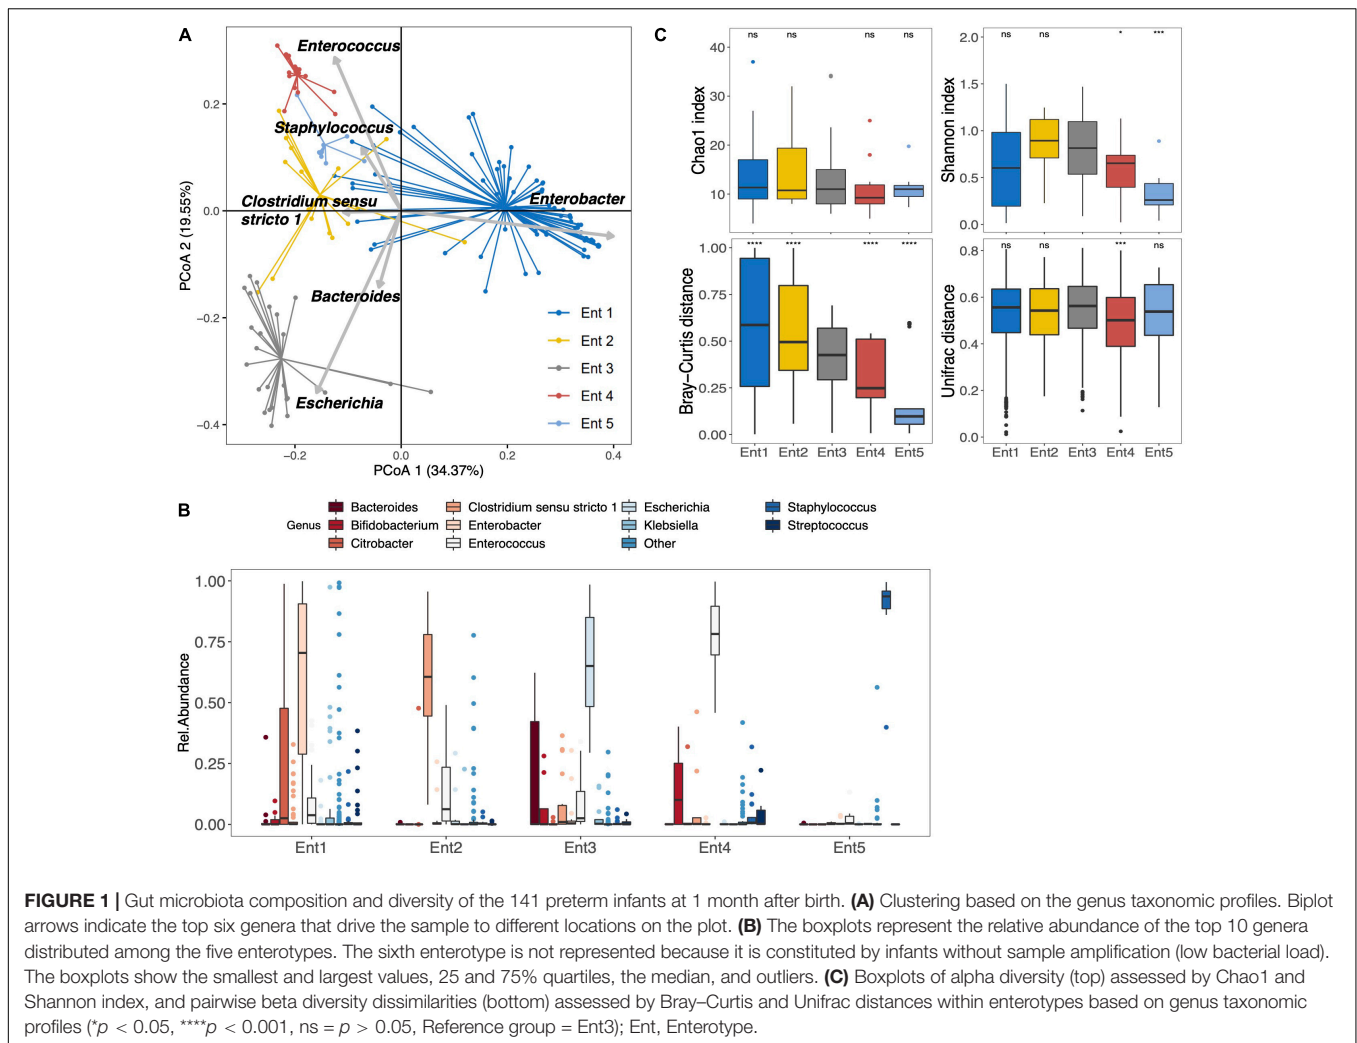 A
Enterococcus
Staphylococcus
Clostridium sensu
stricto 1
Enterobacter
Bacteroides
Escherichia
0.2
0.0
−0.2
−0.4
PCoA 2 (19.55%)
−0.2
0.0
0.2
0.4
PCoA 1 (34.37%)
Ent 1
Ent 2
Ent 3
Ent 4
Ent 5
C
ns
ns
ns
ns
40
30
20
10
Chao1 index
ns
ns
*
***
2.0
1.5
1.0
0.5
0.0
Shannon index
****
****
****
****
1.00
0.75
0.50
0.25
0.00
Bray−Curtis distance
Ent1
Ent2
Ent3
Ent4
Ent5
ns
ns
***
ns
0.8
0.6
0.4
0.2
0.0
Unifrac distance
Ent1
Ent2
Ent3
Ent4
Ent5
B
Genus
Bacteroides
Bifidobacterium
Citrobacter
Clostridium sensu stricto 1
Enterobacter
Enterococcus
Escherichia
Klebsiella
Other
Staphylococcus
Streptococcus
1.00
0.75
0.50
0.25
0.00
Rel.Abundance
Ent1
Ent2
Ent3
Ent4
Ent5
FIGURE 1 | Gut microbiota composition and diversity of the 141 preterm infants at 1 month after birth. (A) Clustering based on the genus taxonomic profiles. Biplot
arrows indicate the top six genera that drive the sample to different locations on the plot. (B) The boxplots represent the relative abundance of the top 10 genera
distributed among the five enterotypes. The sixth enterotype is not represented because it is constituted by infants without sample amplification (low bacterial load).
The boxplots show the smallest and largest values, 25 and 75% quartiles, the median, and outliers. (C) Boxplots of alpha diversity (top) assessed by Chao1 and
Shannon index, and pairwise beta diversity dissimilarities (bottom) assessed by Bray–Curtis and Unifrac distances within enterotypes based on genus taxonomic
profiles (*p < 0.05, ****p < 0.001, ns = p > 0.05, Reference group = Ent3); Ent, Enterotype.